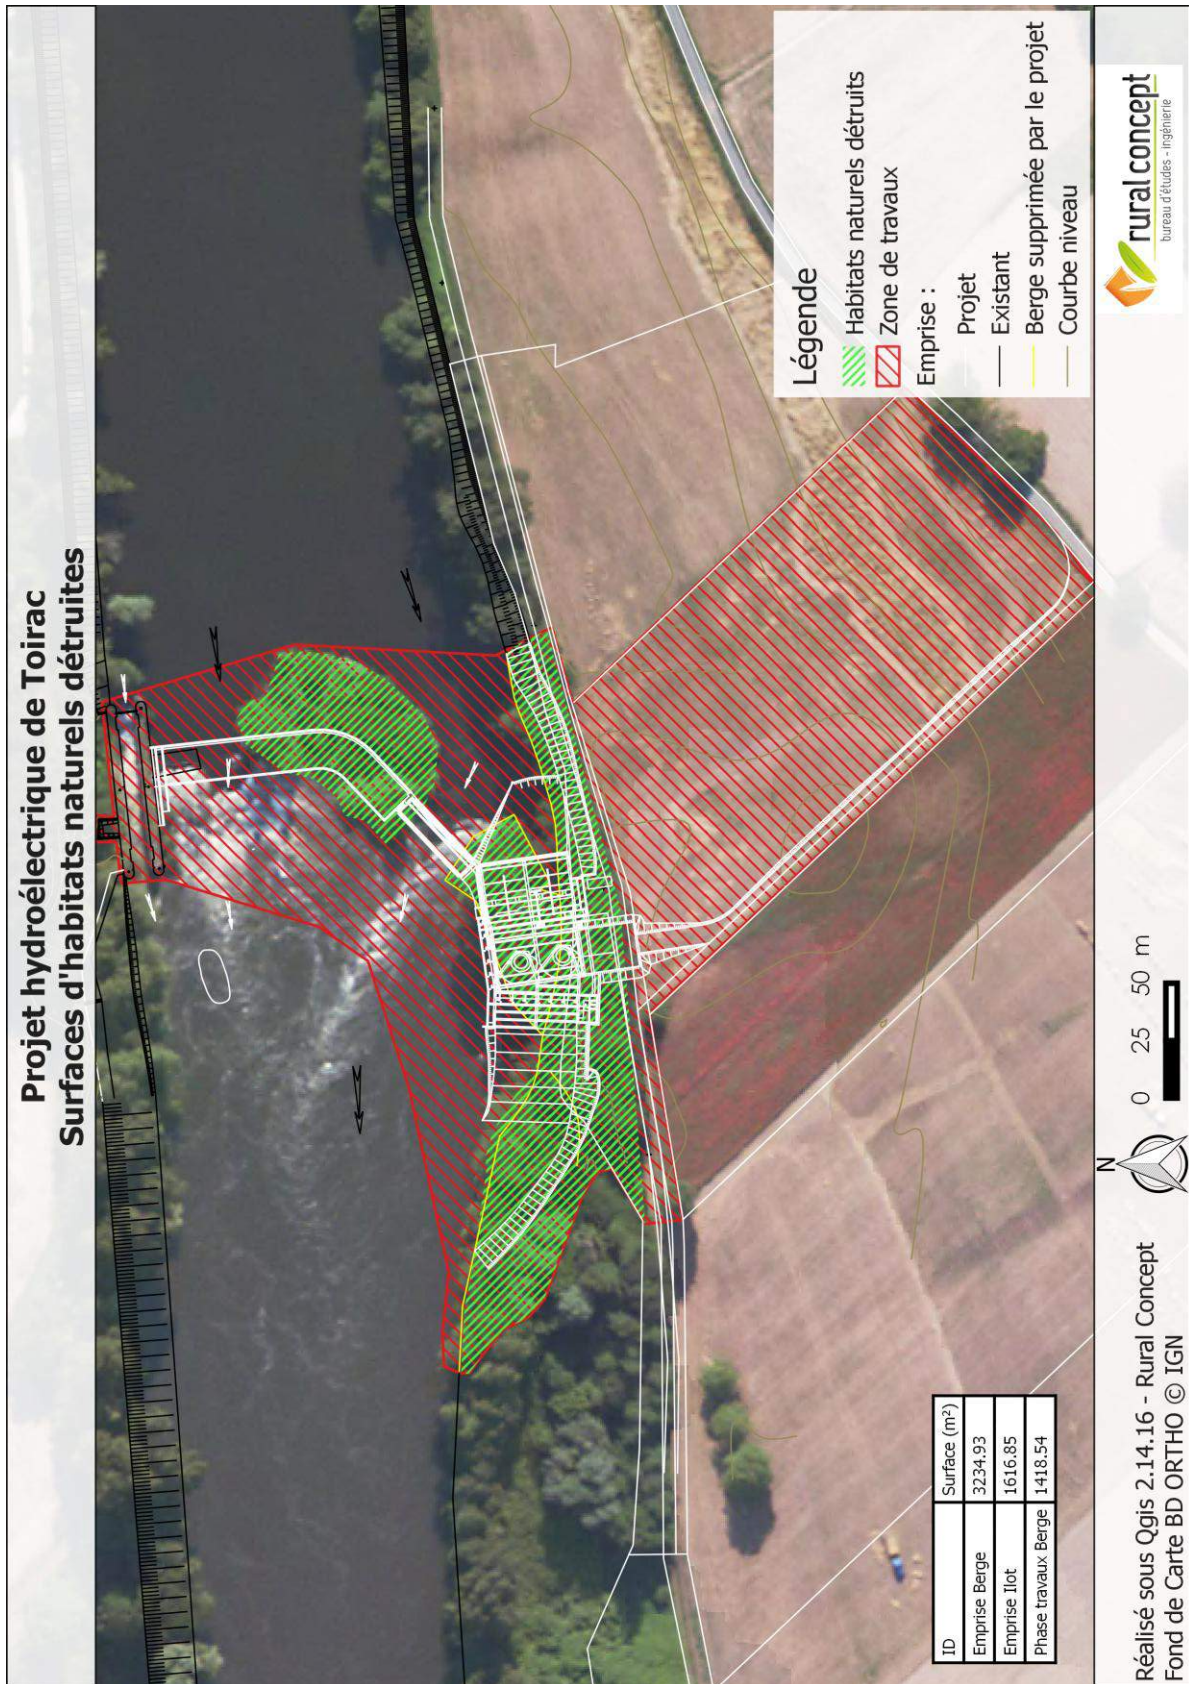 Projet hydroélectrique de Toirac
Surfaces d'habitats naturels détruites
Légende
Habitats naturels détruits
Zone de travaux
Emprise :
Projet
Existant
Berge supprimée par le projet
Courbe niveau
ID Surface (m²)
Emprise Berge 3234.93
Emprise Ilot 1616.85
Phase travaux Berge 1418.54
Réalisé sous Qgis 2.14.16 - Rural Concept
Fond de Carte BD ORTHO © IGN
N
0 25 50 m
rural concept
bureau d'études - ingénierie